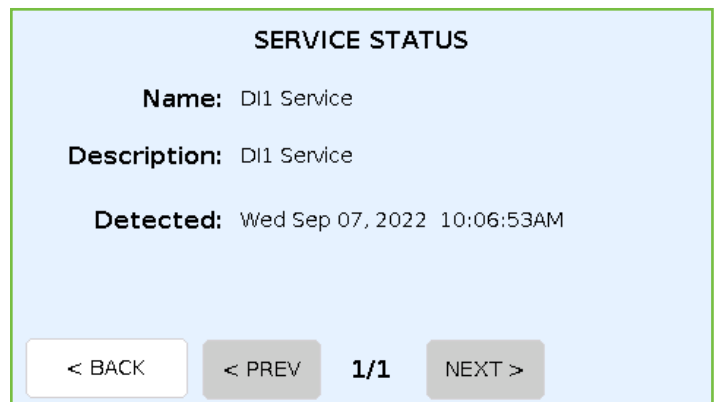 SERVICE STATUS
Name: DI1 Service
Description: DI1 Service
Detected: Wed Sep 07, 2022 10:06:53AM
< BACK < PREV 1/1 NEXT >